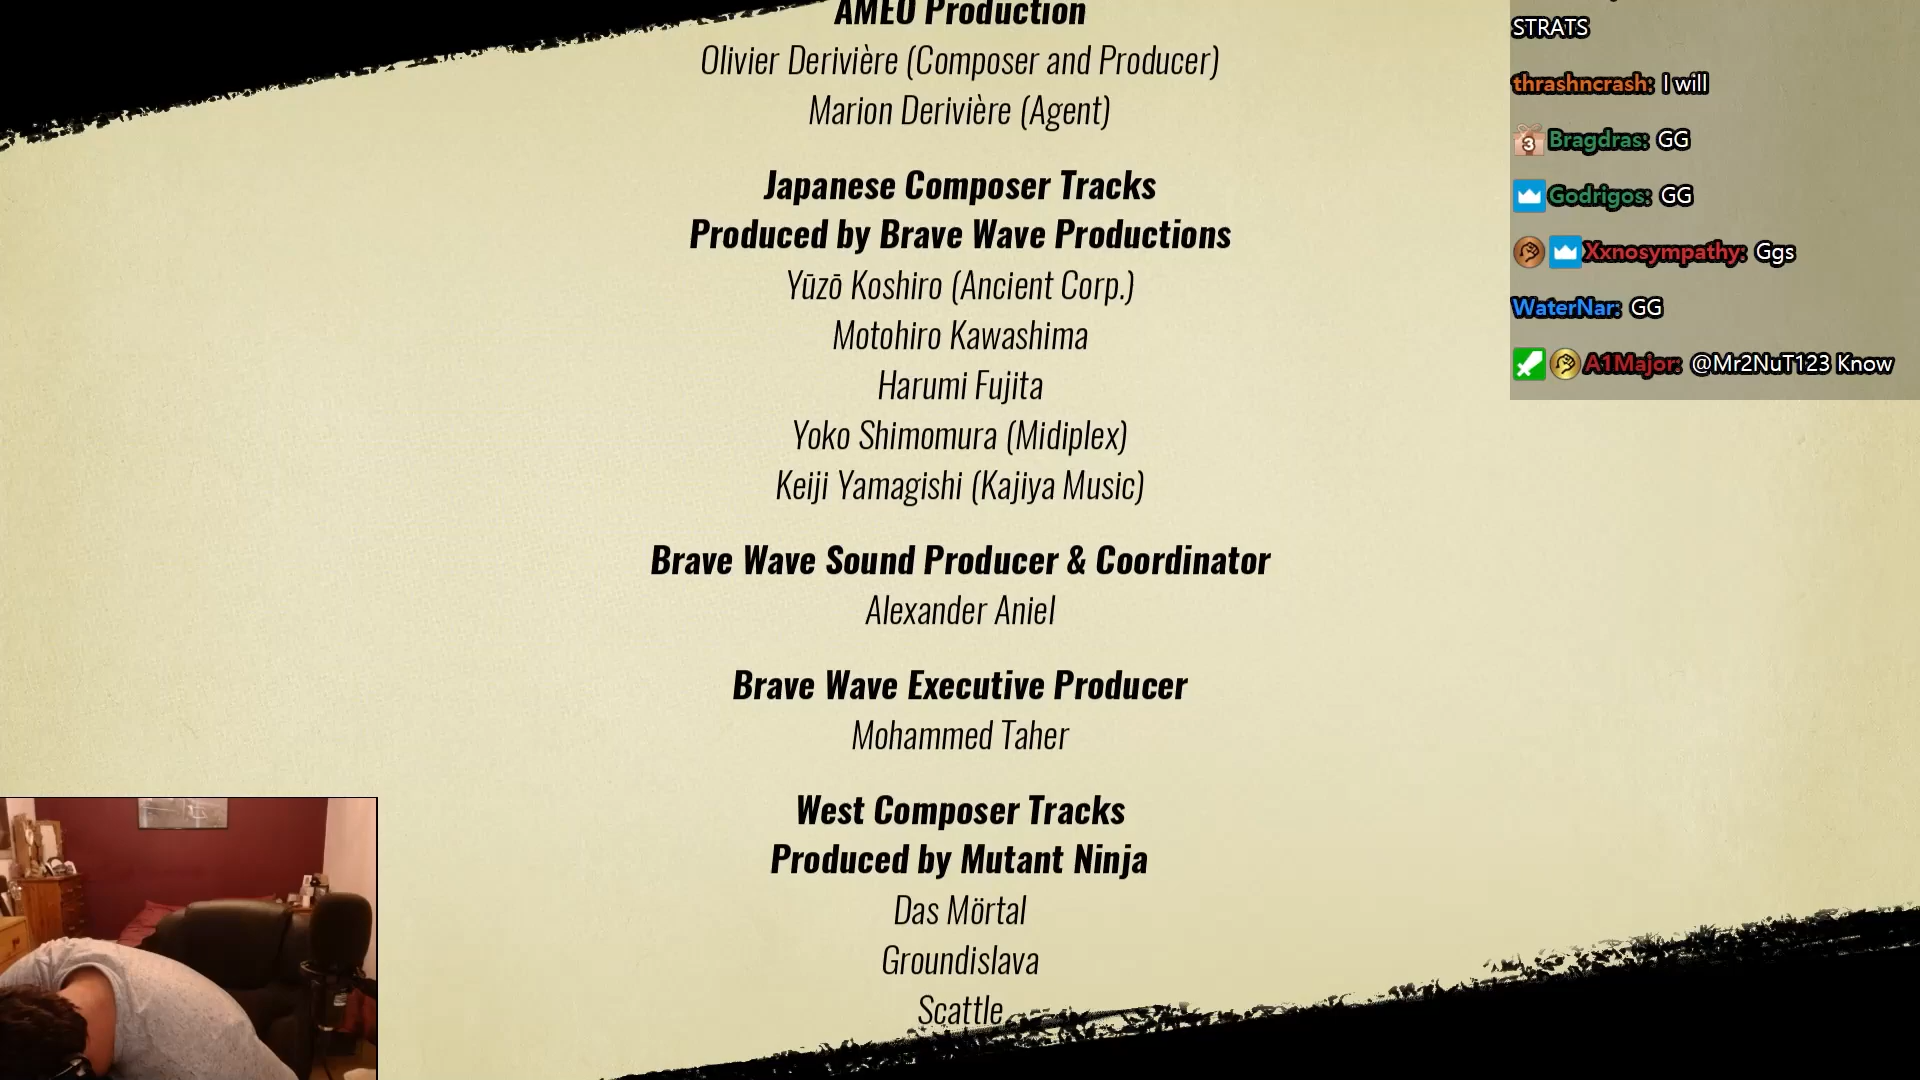 AMEO Production
Olivier Derivière (Composer and Producer)
Marion Derivière (Agent)
Japanese Composer Tracks
Produced by Brave Wave Productions
Yūzō Koshiro (Ancient Corp.)
Motohiro Kawashima
Harumi Fujita
Yoko Shimomura (Midiplex)
Keiji Yamagishi (Kajiya Music)
Brave Wave Sound Producer & Coordinator
Alexander Aniel
Brave Wave Executive Producer
Mohammed Taher
West Composer Tracks
Produced by Mutant Ninja
Das Mörtal
Groundislava
Scattle
STRATS
thrashncrash: I will
3 Bragdras: GG
Godrigos: GG
Xxnosympathy: Ggs
WaterNar: GG
A1Major: @Mr2NuT123 Know